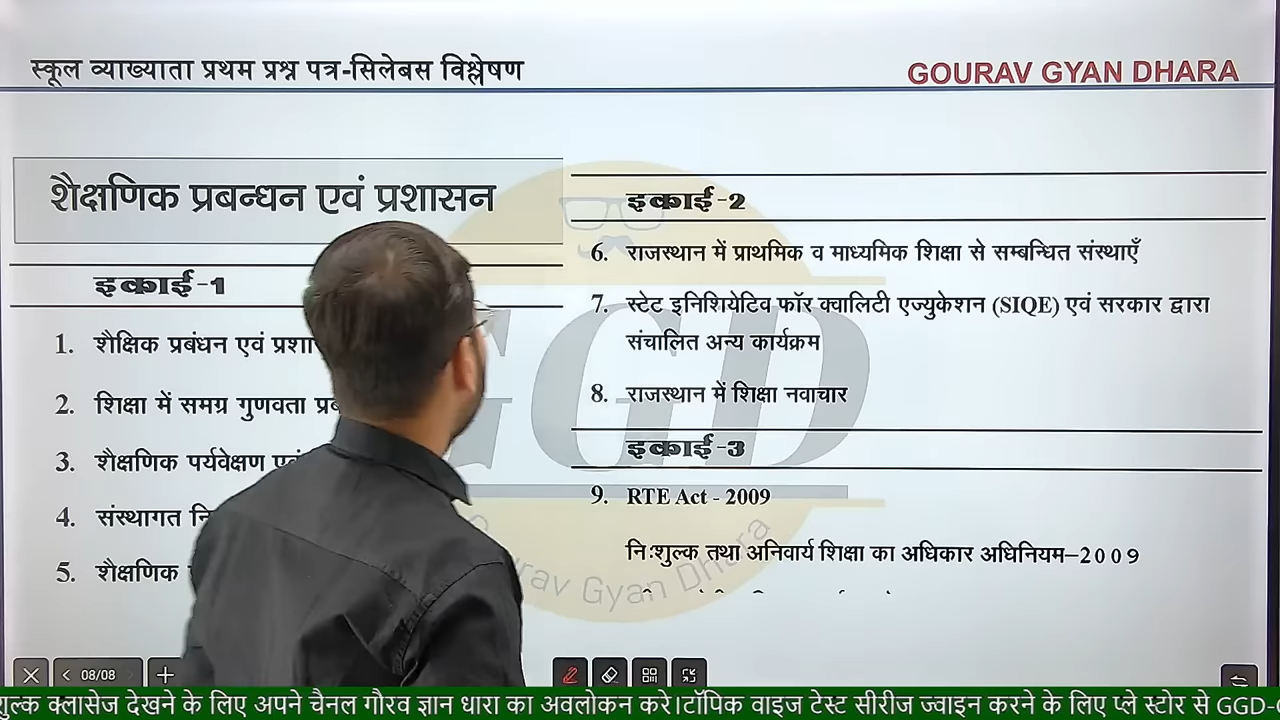 स्कूल व्याख्याता प्रथम प्रश्न पत्र-सिलेबस विश्लेषण
GOURAV GYAN DHARA
शैक्षणिक प्रबन्धन एवं प्रशासन
इकाई-1
1. शैक्षिक प्रबंधन एवं
2. शिक्षा में समग्र गुणवता
3. शैक्षणिक पर्यवेक्षण
4. संस्थागत
5. शैक्षणिक
इकाई-2
6. राजस्थान में प्राथमिक व माध्यमिक शिक्षा से सम्बन्धित संस्थाएँ
7. स्टेट इनिशियेटिव फॉर क्वालिटी एज्युकेशन (SIQE) एवं सरकार द्वारा
संचालित अन्य कार्यक्रम
8. राजस्थान में शिक्षा नवाचार
इकाई-3
9. RTE Act - 2009
निःशुल्क तथा अनिवार्य शिक्षा का अधिकार अधिनियम–2009
GGD
Gyan Dhara
08/08
क्लासेज देखने के लिए अपने चैनल गौरव ज्ञान धारा का अवलोकन करे।टॉपिक वाइज टेस्ट सीरीज ज्वाइन करने के लिए प्ले स्टोर से